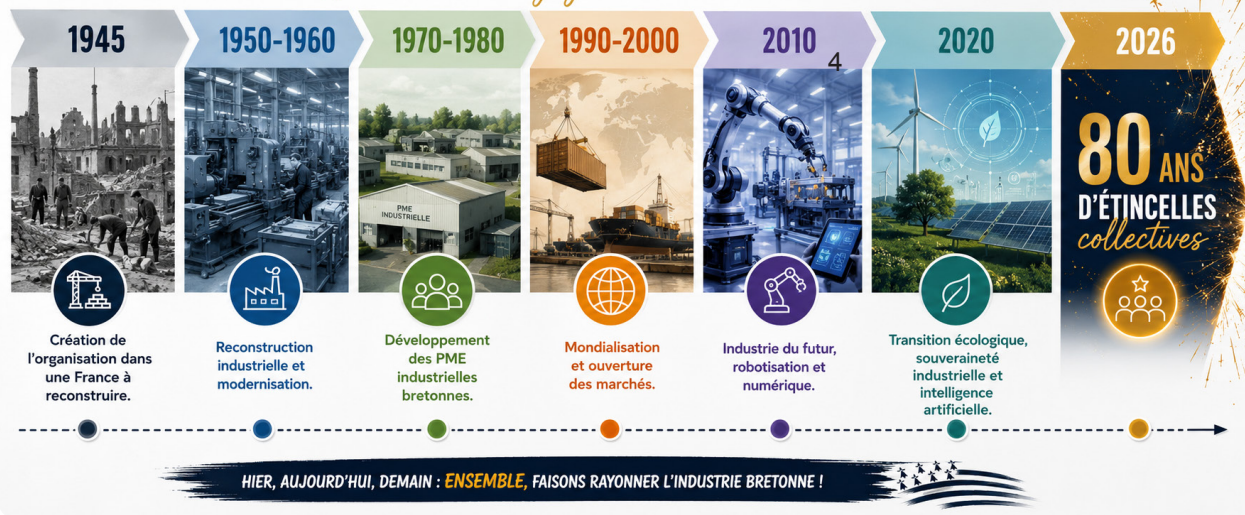 1945
Création de
l'organisation dans
une France à
reconstruire.
1950-1960
Reconstruction
industrielle et
modernisation.
1970-1980
PME
INDUSTRIELLE
Développement
des PME
industrielles
bretonnes.
1990-2000
Mondialisation
et ouverture
des marchés.
2010
4
Industrie du futur,
robotisation et
numérique.
2020
Transition écologique,
souveraineté
industrielle et
intelligence
artificielle.
2026
80 ANS
D'ÉTINCELLES
collectives
HIER, AUJOURD'HUI, DEMAIN : ENSEMBLE, FAISONS RAYONNER L'INDUSTRIE BRETONNE !